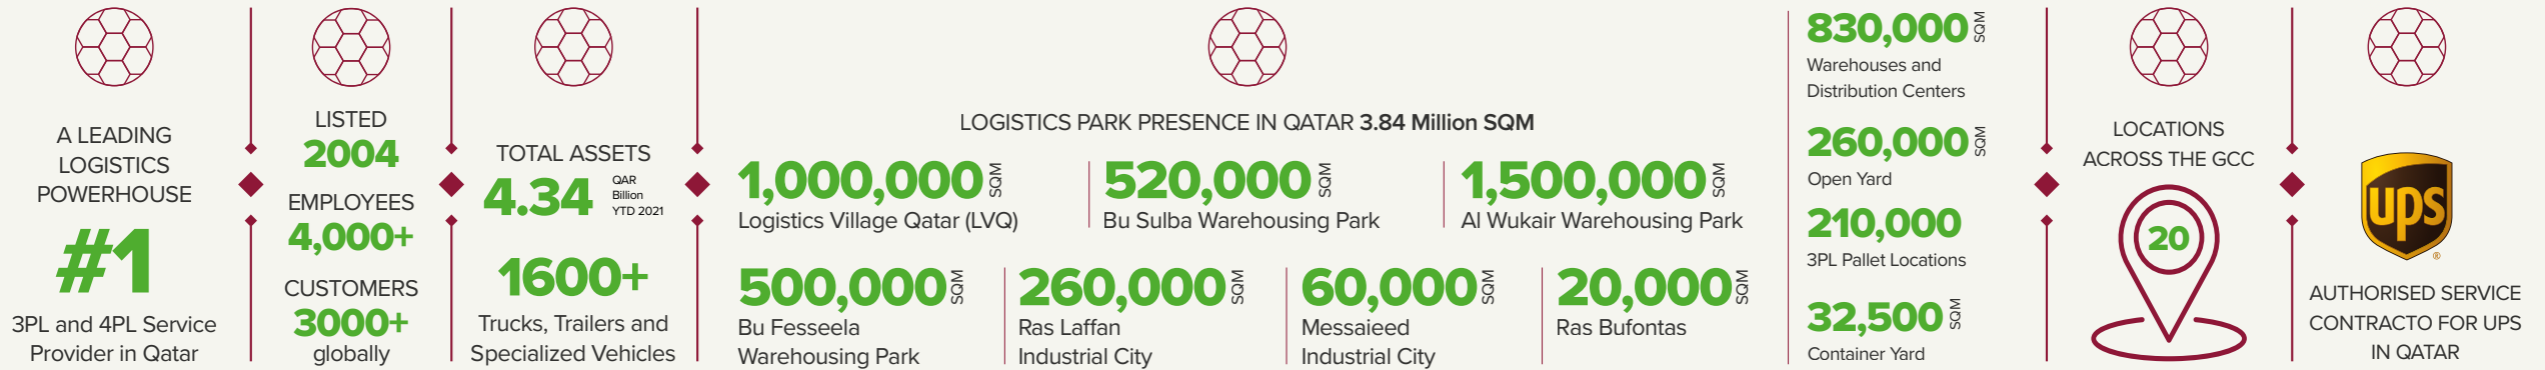 A LEADING
LOGISTICS
POWERHOUSE
#1
3PL and 4PL Service
Provider in Qatar
LISTED
2004
EMPLOYEES
4,000+
CUSTOMERS
3000+
globally
TOTAL ASSETS
4.34 QAR
Billion
YTD 2021
1600+
Trucks, Trailers and
Specialized Vehicles
LOGISTICS PARK PRESENCE IN QATAR 3.84 Million SQM
1,000,000 SQM
Logistics Village Qatar (LVQ)
520,000 SQM
Bu Sulba Warehousing Park
1,500,000 SQM
Al Wukair Warehousing Park
500,000 SQM
Bu Fesseela
Warehousing Park
260,000 SQM
Ras Laffan
Industrial City
60,000 SQM
Messaieed
Industrial City
20,000 SQM
Ras Bufontas
830,000 SQM
Warehouses and
Distribution Centers
260,000 SQM
Open Yard
210,000
3PL Pallet Locations
32,500 SQM
Container Yard
LOCATIONS
ACROSS THE GCC
20
ups
®
AUTHORISED SERVICE
CONTRACTO FOR UPS
IN QATAR